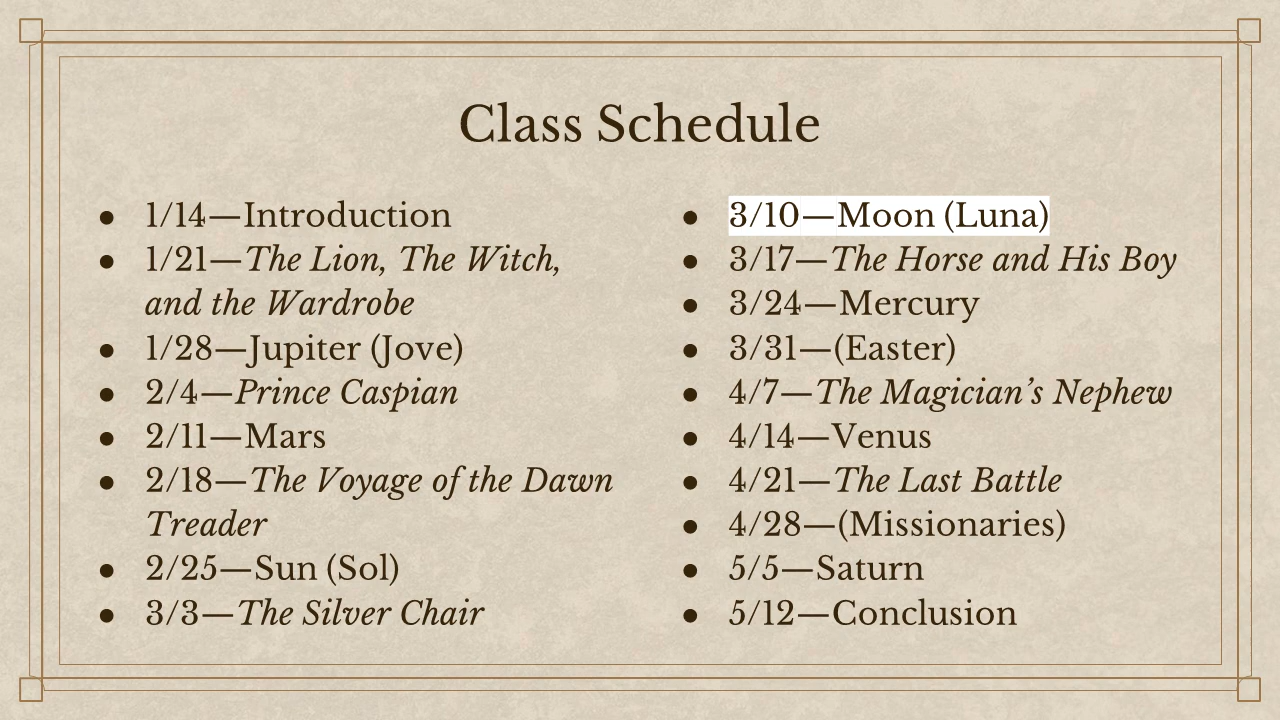 Class Schedule
● 1/14—Introduction
● 1/21—The Lion, The Witch,
and the Wardrobe
● 1/28—Jupiter (Jove)
● 2/4—Prince Caspian
● 2/11—Mars
● 2/18—The Voyage of the Dawn
Treader
● 2/25—Sun (Sol)
● 3/3—The Silver Chair
● 3/10—Moon (Luna)
● 3/17—The Horse and His Boy
● 3/24—Mercury
● 3/31—(Easter)
● 4/7—The Magician’s Nephew
● 4/14—Venus
● 4/21—The Last Battle
● 4/28—(Missionaries)
● 5/5—Saturn
● 5/12—Conclusion